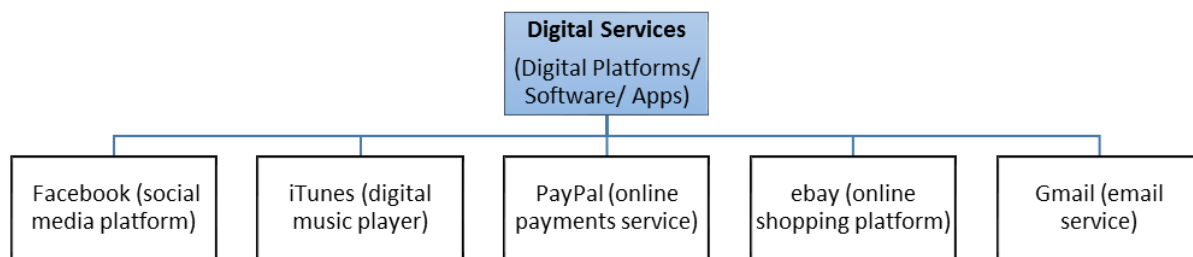 Digital Services
(Digital Platforms/
Software/ Apps)
Facebook (social
media platform)
iTunes (digital
music player)
PayPal (online
payments service)
ebay (online
shopping platform)
Gmail (email
service)